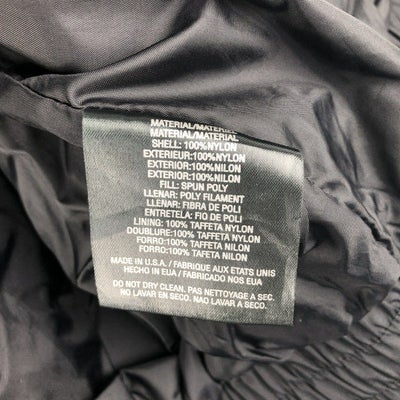 MATERIAL/MATERIEL
MATERIAL/MATERIAL
SHELL: 100%NYLON
EXTERIEUR:100%NYLON
EXTERIOR:100%NILON
EXTERIOR:100%NILON
FILL: SPUN POLY
LLENAR: POLY FILAMENT
LLENAR: FIBRA DE POLI
ENTRETELA: FIO DE POLI
LINING: 100% TAFFETA NYLON
DOUBLURE:100% TAFFETA NYLON
FORRO:100% TAFFETA NILON
FORRO:100% TAFFETA NILON
MADE IN U.S.A. / FABRIQUE AUX ETATS UNIS
HECHO IN EUA / FABRICADO NOS EUA
DO NOT DRY CLEAN. PAS NETTOYAGE A SEC.
NO LAVAR EN SECO. NAO LAVAR A SECO.